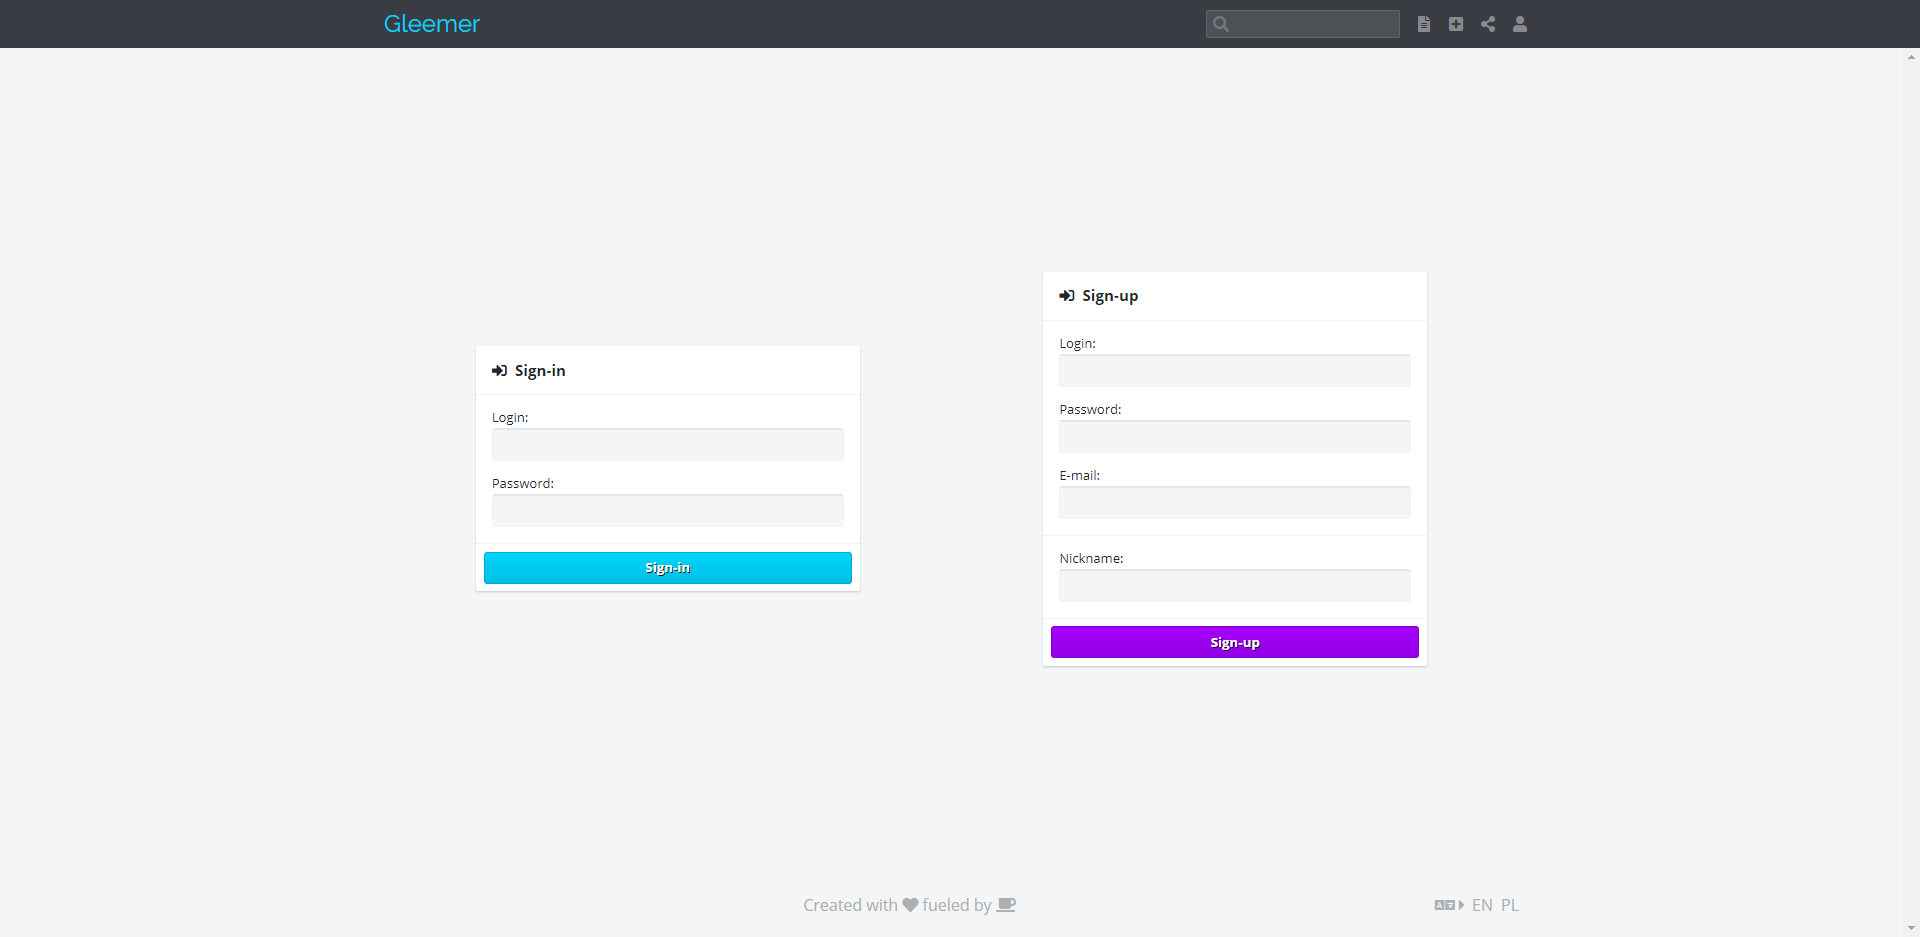 Gleemer
Sign-in
Login:
Password:
Sign-in
Sign-up
Login:
Password:
E-mail:
Nickname:
Sign-up
Created with fueled by
EN PL